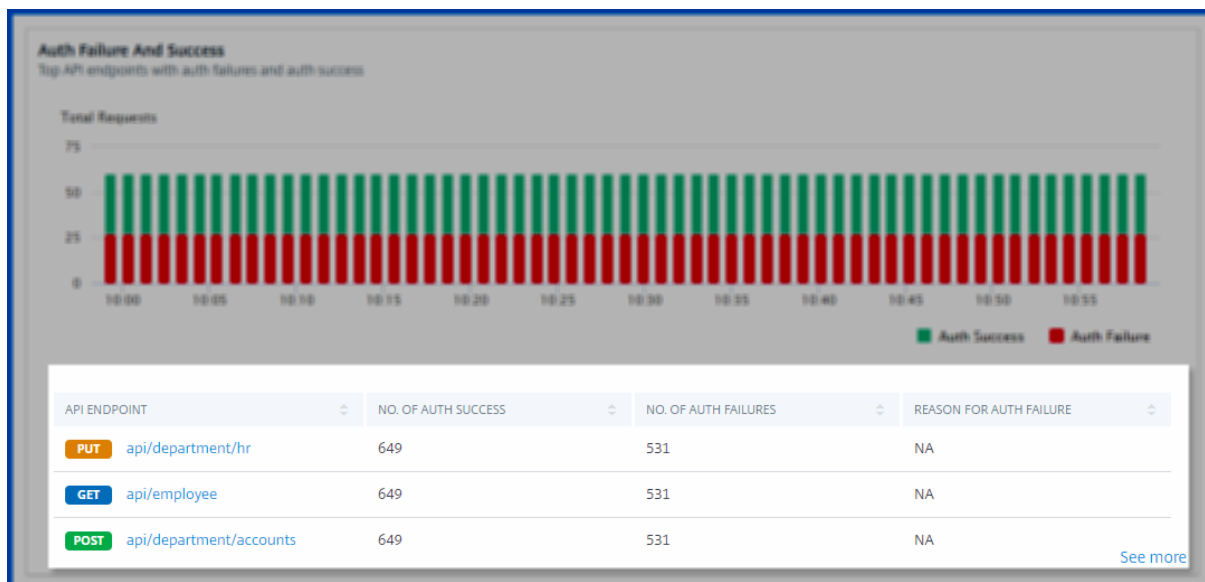 Auth Failure And Success
Top API endpoints with auth failures and auth success
Total Requests
75
50
25
0
10:00 10:05 10:10 10:15 10:20 10:25 10:30 10:35 10:40 10:45 10:50 10:55
Auth Success Auth Failure
API ENDPOINT NO. OF AUTH SUCCESS NO. OF AUTH FAILURES REASON FOR AUTH FAILURE
PUT api/department/hr 649 531 NA
GET api/employee 649 531 NA
POST api/department/accounts 649 531 NA
See more